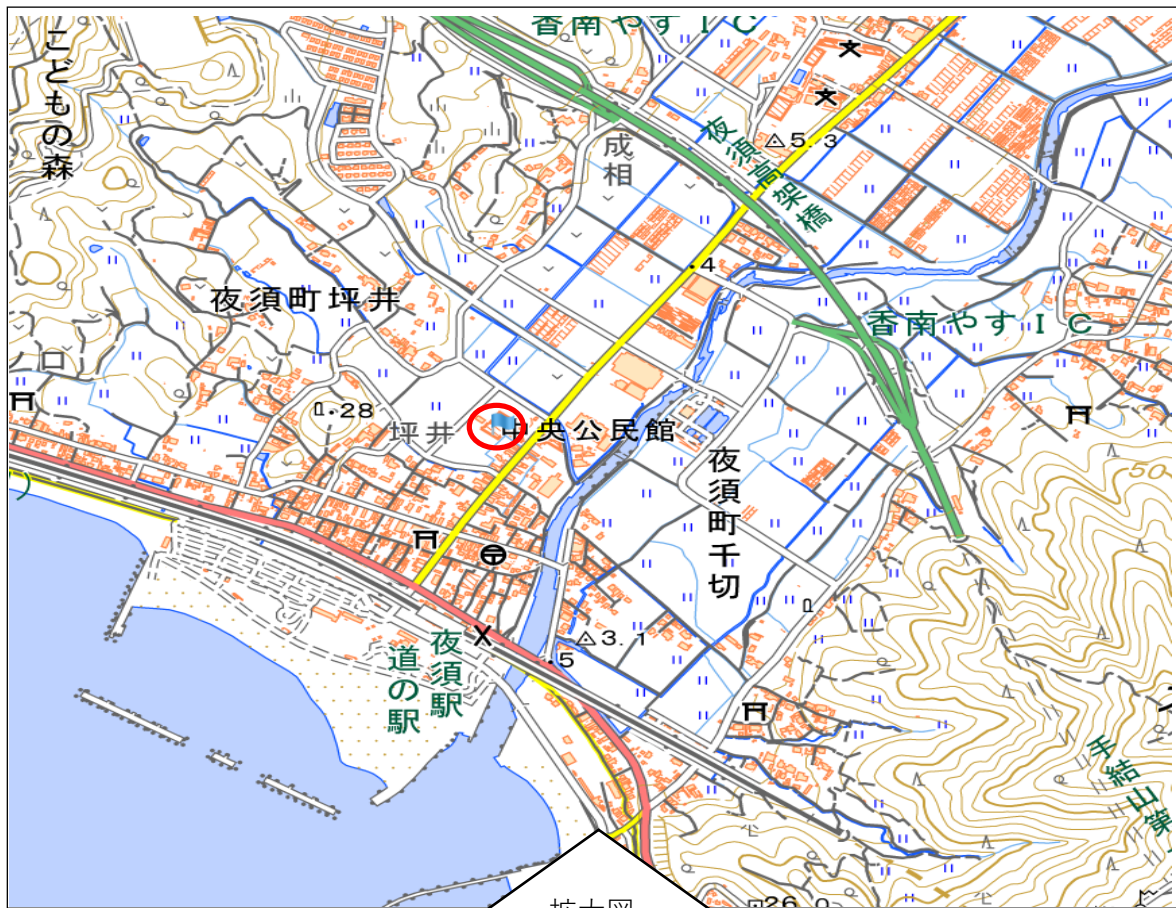 香南やすIC
こどもの森
成相
夜須高架橋
5.3
4
夜須町坪井
香南やすIC
ノロ
28
坪井
中央公民館
夜須町千切
50
夜須駅
道の駅
3.1
5
手結山第
拡大図
26.0